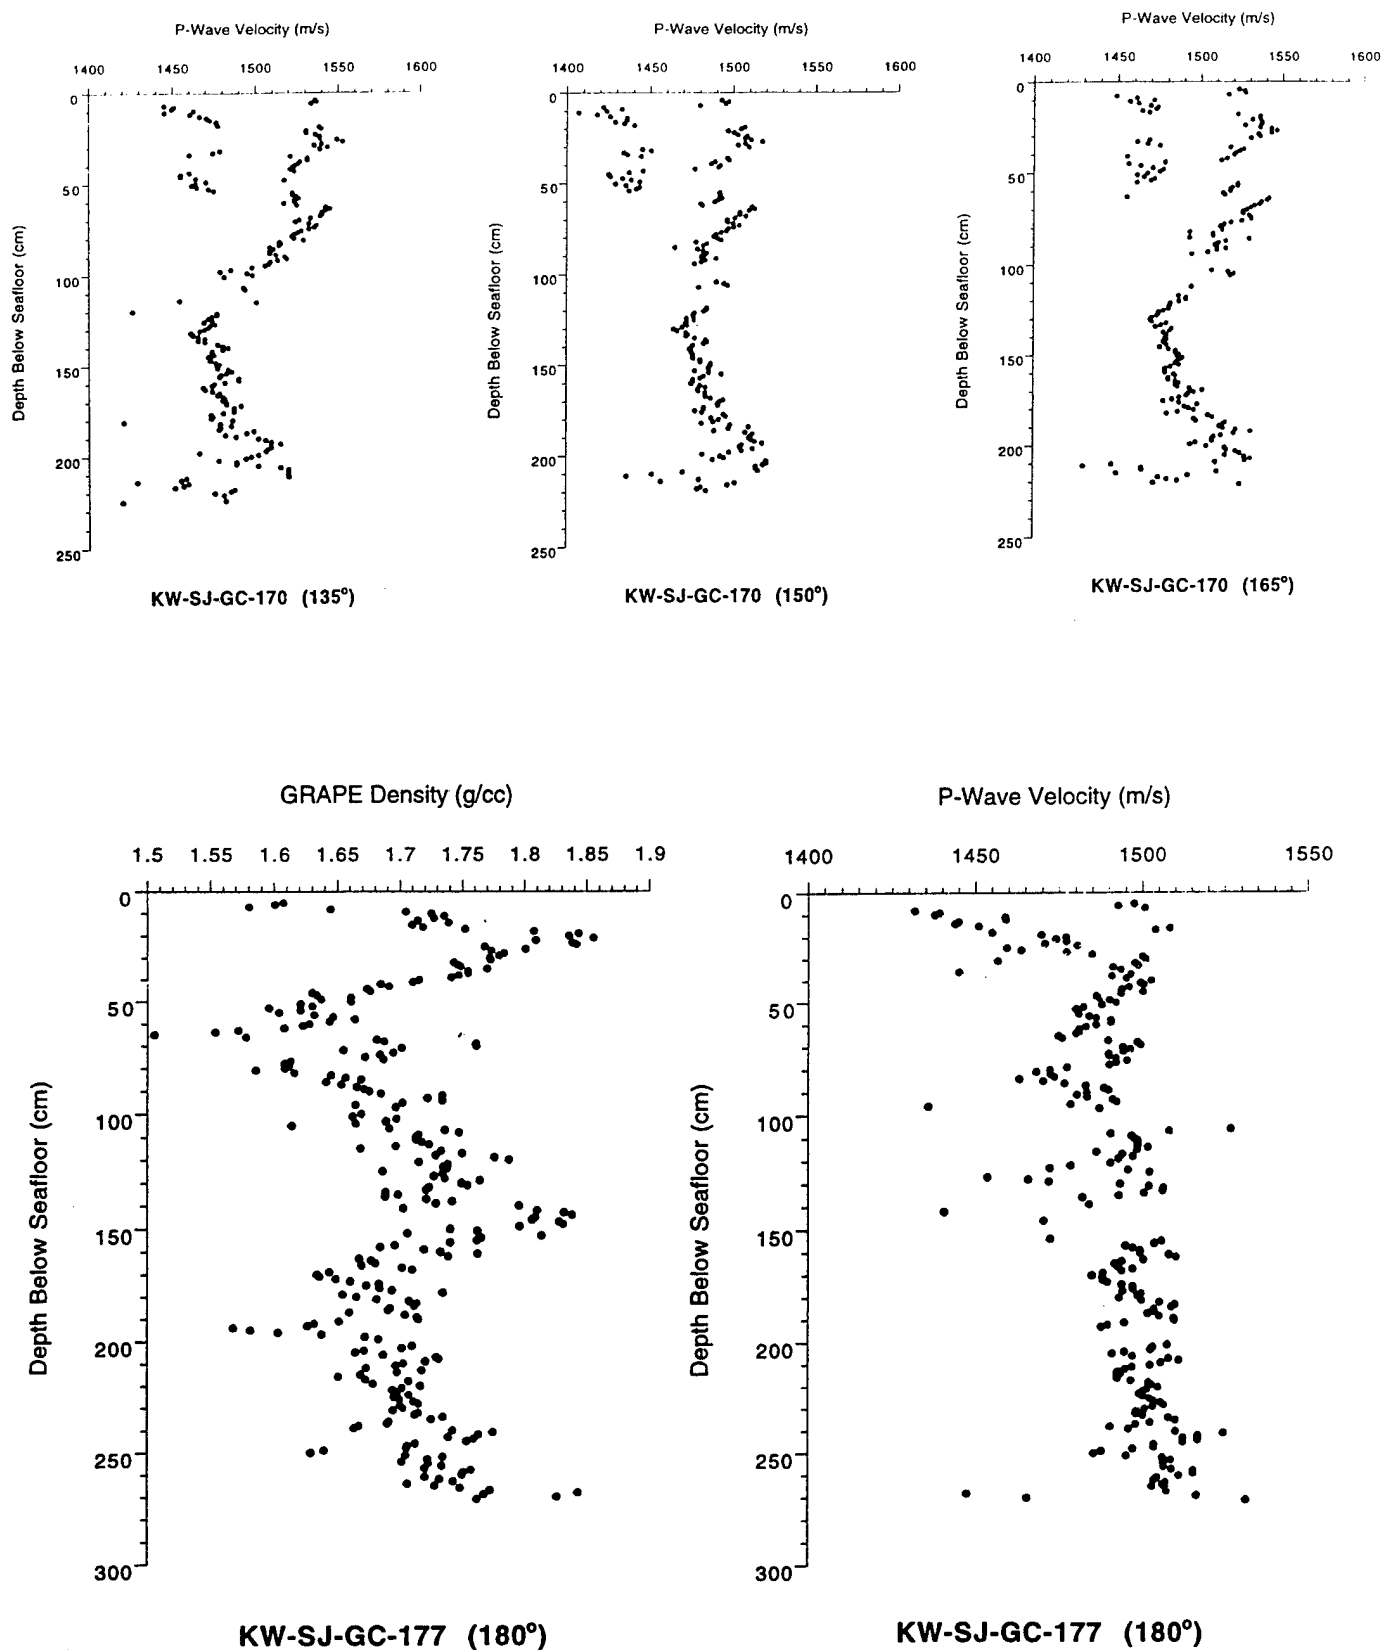 P-Wave Velocity (m/s)
1400 1450 1500 1550 1600
0
50
100
150
200
250
Depth Below Seafloor (cm)
KW-SJ-GC-170 (135°)
P-Wave Velocity (m/s)
1400 1450 1500 1550 1600
0
50
100
150
200
250
Depth Below Seafloor (cm)
KW-SJ-GC-170 (150°)
P-Wave Velocity (m/s)
1400 1450 1500 1550 1600
0
50
100
150
200
250
Depth Below Seafloor (cm)
KW-SJ-GC-170 (165°)
GRAPE Density (g/cc)
1.5 1.55 1.6 1.65 1.7 1.75 1.8 1.85 1.9
0
50
100
150
200
250
300
Depth Below Seafloor (cm)
KW-SJ-GC-177 (180°)
P-Wave Velocity (m/s)
1400 1450 1500 1550
0
50
100
150
200
250
300
Depth Below Seafloor (cm)
KW-SJ-GC-177 (180°)